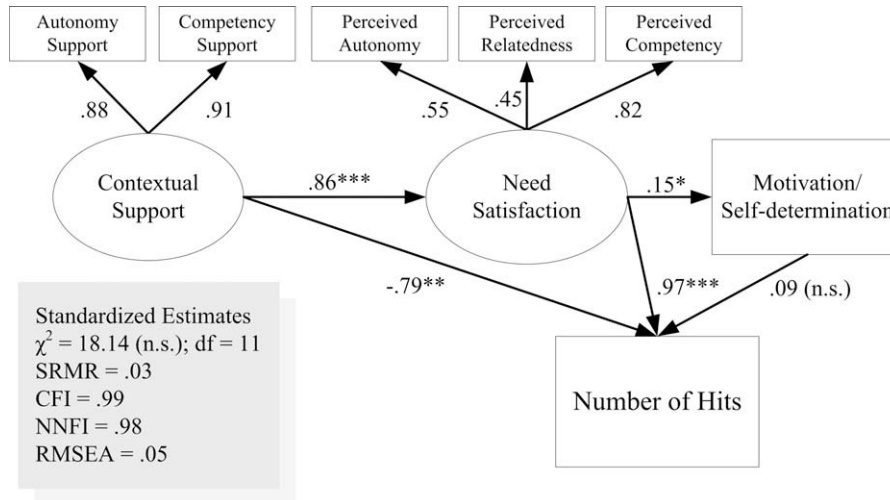 Autonomy
Support
Competency
Support
Perceived
Autonomy
Perceived
Relatedness
Perceived
Competency
.88
.91
.55
.45
.82
Contextual
Support
.86***
Need
Satisfaction
.15*
Motivation/
Self-determination
-.79**
.97***
.09 (n.s.)
Standardized Estimates
χ² = 18.14 (n.s.); df = 11
SRMR = .03
CFI = .99
NNFI = .98
RMSEA = .05
Number of Hits